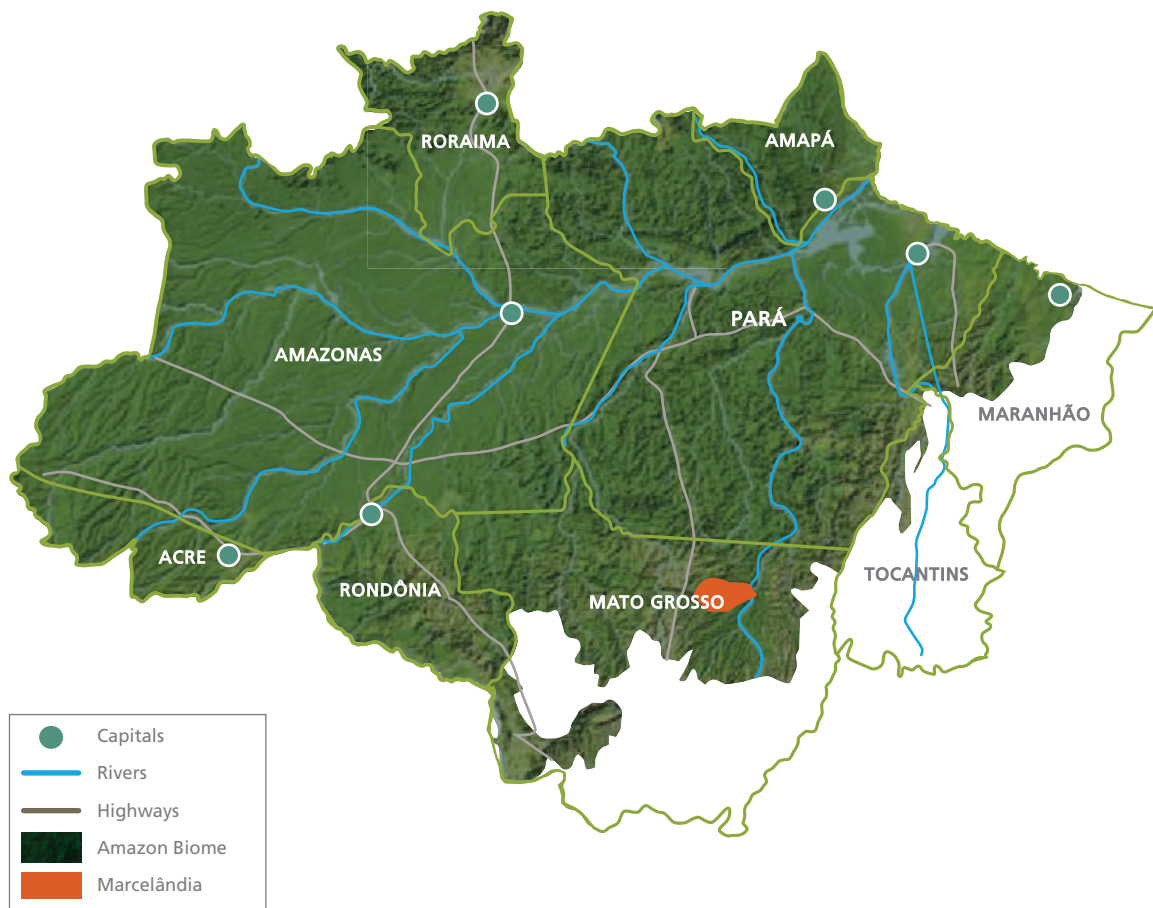 RORAIMA
AMAPÁ
PARÁ
AMAZONAS
MARANHÃO
ACRE
TOCANTINS
RONDÔNIA
MATO GROSSO
Capitals
Rivers
Highways
Amazon Biome
Marcelândia